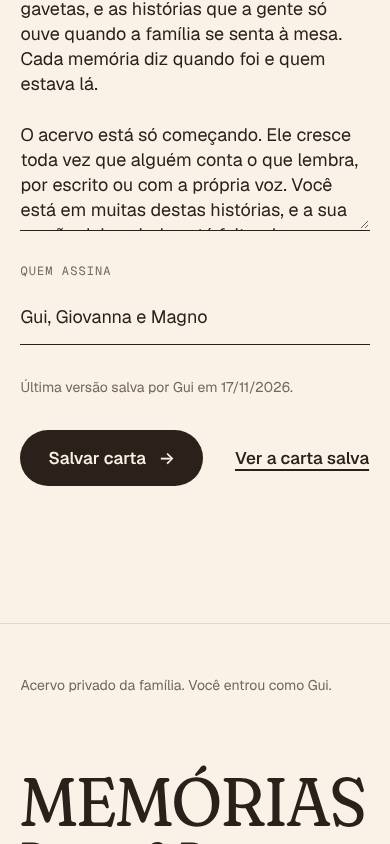 gavetas, e as histórias que a gente só
ouve quando a família se senta à mesa.
Cada memória diz quando foi e quem
estava lá.
O acervo está só começando. Ele cresce
toda vez que alguém conta o que lembra,
por escrito ou com a própria voz. Você
está em muitas destas histórias, e a sua
QUEM ASSINA
Gui, Giovanna e Magno
Última versão salva por Gui em 17/11/2026.
Salvar carta →
Ver a carta salva
Acervo privado da família. Você entrou como Gui.
MEMÓRIAS